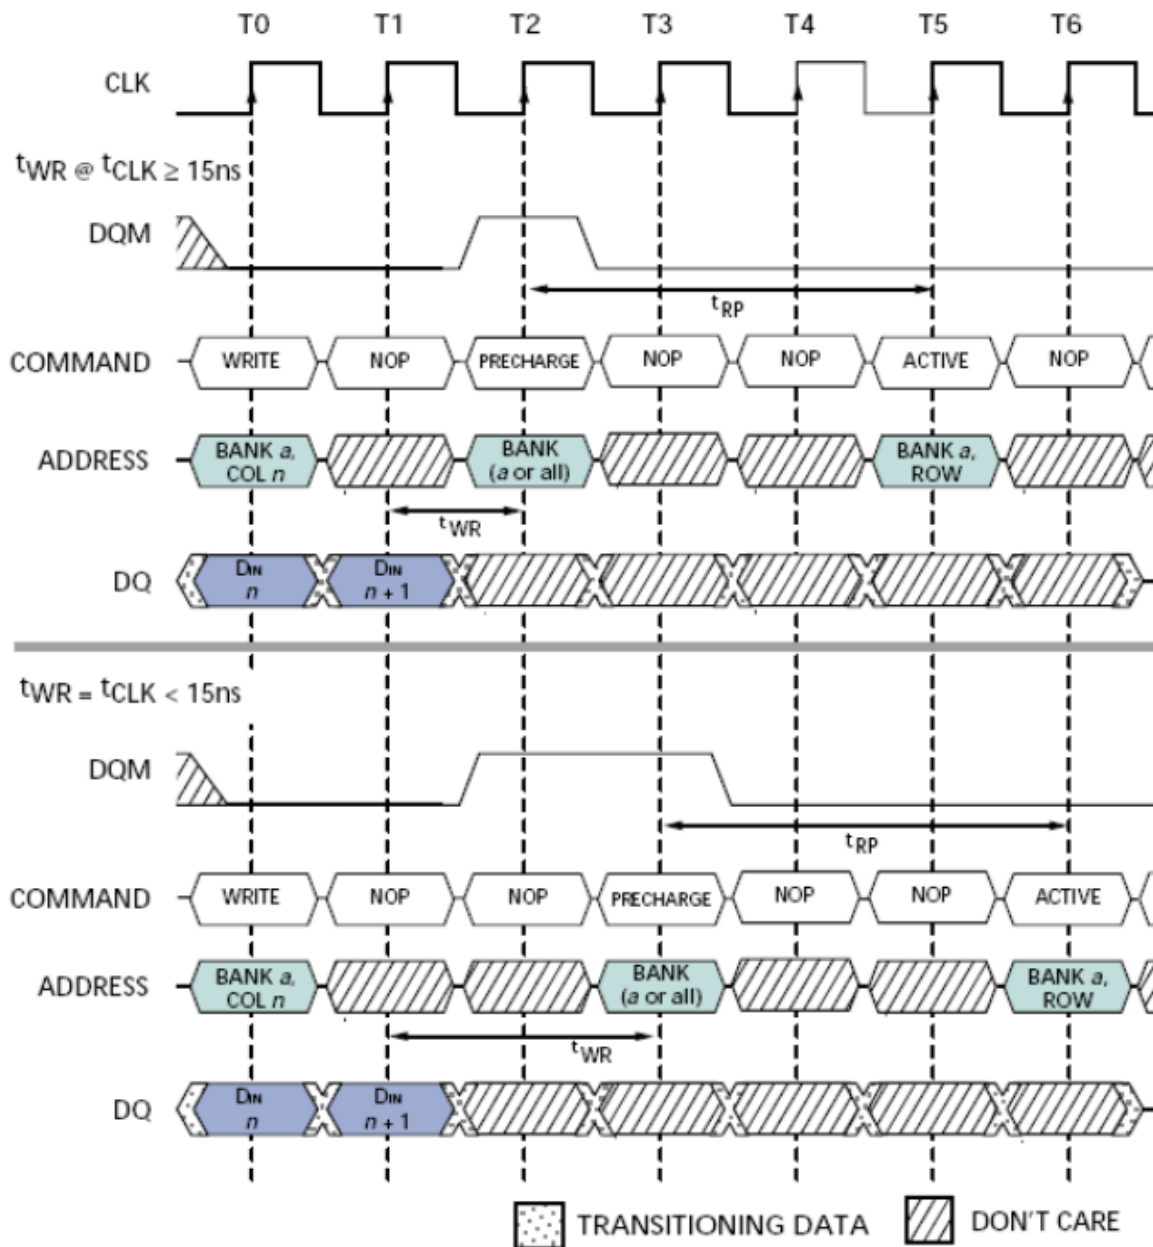 T0 T1 T2 T3 T4 T5 T6
CLK
tWR @ tCLK ≥ 15ns
DQM
tRP
COMMAND WRITE NOP PRECHARGE NOP NOP ACTIVE NOP
ADDRESS BANK a, COL n BANK (a or all) BANK a, ROW
tWR
DQ DIN n DIN n + 1
tWR = tCLK < 15ns
DQM
tRP
COMMAND WRITE NOP NOP PRECHARGE NOP NOP ACTIVE
ADDRESS BANK a, COL n BANK (a or all) BANK a, ROW
tWR
DQ DIN n DIN n + 1
TRANSITIONING DATA DON'T CARE